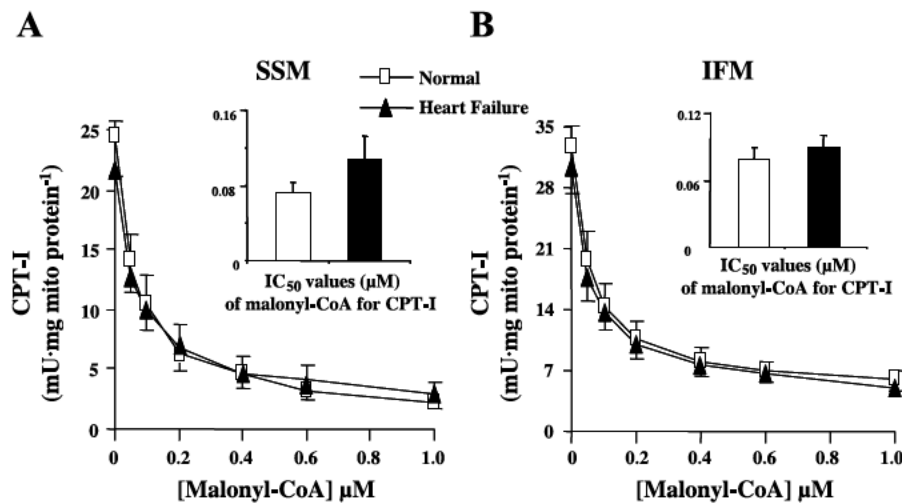 A
SSM
Normal
Heart Failure
B
IFM
CPT-I
(mU·mg mito protein⁻¹)
25
20
15
10
5
0
0 0.2 0.4 0.6 0.8 1.0
[Malonyl-CoA] µM
0.16
0.08
0
IC₅₀ values (µM)
of malonyl-CoA for CPT-I
CPT-I
(mU·mg mito protein⁻¹)
35
28
21
14
7
0
0 0.2 0.4 0.6 0.8 1.0
[Malonyl-CoA] µM
0.12
0.06
0
IC₅₀ values (µM)
of malonyl-CoA for CPT-I